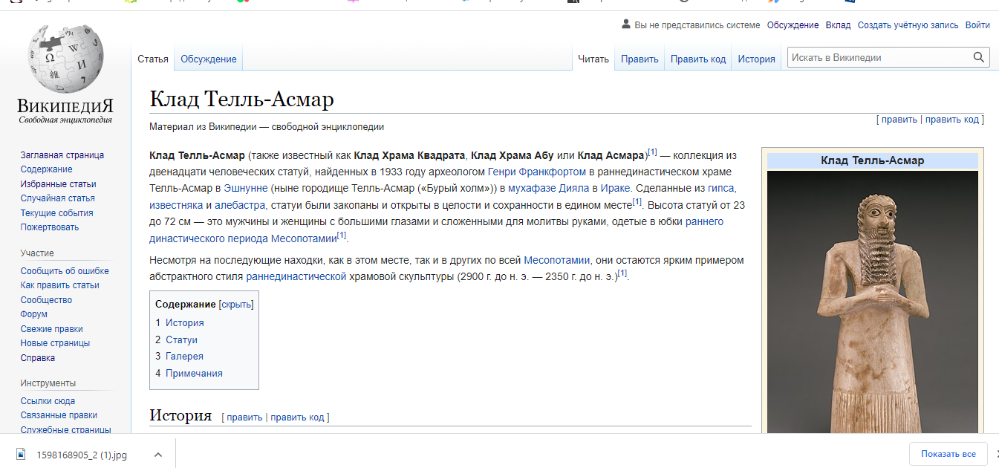 Вы не представились системе Обсуждение Вклад Создать учётную запись Войти
Статья Обсуждение Читать Править Править код История Искать в Википедии
ВикипедиЯ
Свободная энциклопедия
Заглавная страница
Содержание
Избранные статьи
Случайная статья
Текущие события
Пожертвовать
Участие
Сообщить об ошибке
Как править статьи
Сообщество
Форум
Свежие правки
Новые страницы
Справка
Инструменты
Ссылки сюда
Связанные правки
Служебные страницы
Клад Телль-Асмар
[ править | править код ]
Материал из Википедии — свободной энциклопедии
Клад Телль-Асмар (также известный как Клад Храма Квадрата, Клад Храма Абу или Клад Асмара)[1] — коллекция из
двенадцати человеческих статуй, найденных в 1933 году археологом Генри Франкфортом в раннединастическом храме
Телль-Асмар в Эшнунне (ныне городище Телль-Асмар («Бурый холм»)) в мухафазе Дияла в Ираке. Сделанные из гипса,
известняка и алебастра, статуи были закопаны и открыты в целости и сохранности в едином месте[1]. Высота статуй от 23
до 72 см — это мужчины и женщины с большими глазами и сложенными для молитвы руками, одетые в юбки раннего
династического периода Месопотамии[1].
Несмотря на последующие находки, как в этом месте, так и в других по всей Месопотамии, они остаются ярким примером
абстрактного стиля раннединастической храмовой скульптуры (2900 г. до н. э. — 2350 г. до н. э.)[1].
Содержание [скрыть]
1 История
2 Статуи
3 Галерея
4 Примечания
История [ править | править код ]
Клад Телль-Асмар
1598168905_2 (1).jpg
Показать все